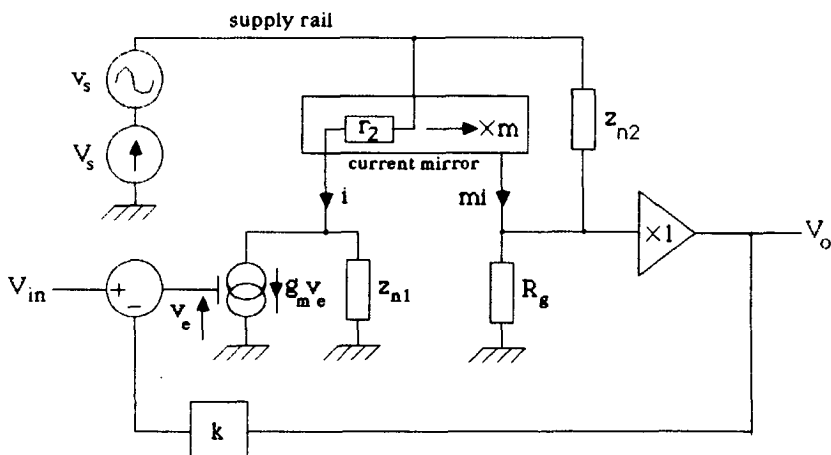 supply rail
v_s
V_s
r_2
×m
current mirror
z_n2
i
mi
×1
V_o
V_in
+
-
v_e
g_m v_e
z_n1
R_g
k